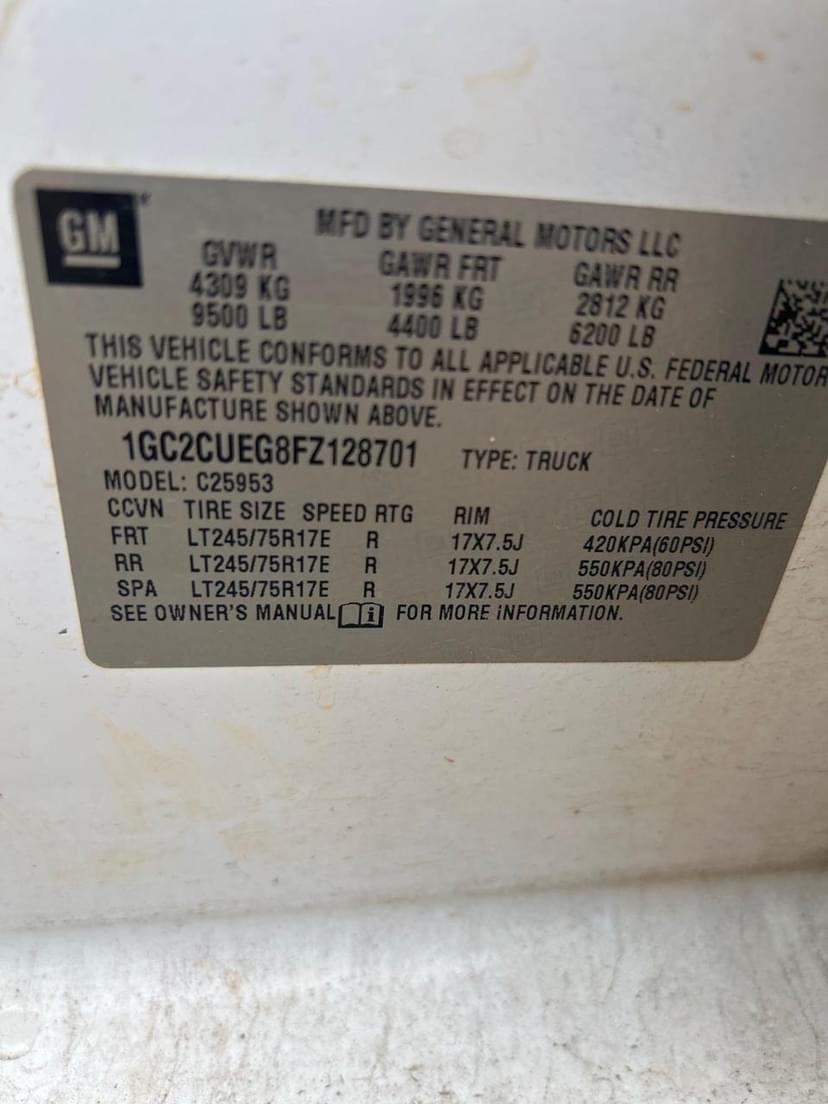 GM
MFD BY GENERAL MOTORS LLC
GVWR GAWR FRT GAWR RR
4309 KG 1996 KG 2812 KG
9500 LB 4400 LB 6200 LB
THIS VEHICLE CONFORMS TO ALL APPLICABLE U.S. FEDERAL MOTOR
VEHICLE SAFETY STANDARDS IN EFFECT ON THE DATE OF
MANUFACTURE SHOWN ABOVE.
1GC2CUEG8FZ128701 TYPE: TRUCK
MODEL: C25953
CCVN TIRE SIZE SPEED RTG RIM COLD TIRE PRESSURE
FRT LT245/75R17E R 17X7.5J 420KPA(60PSI)
RR LT245/75R17E R 17X7.5J 550KPA(80PSI)
SPA LT245/75R17E R 17X7.5J 550KPA(80PSI)
SEE OWNER'S MANUAL i FOR MORE iNFORMATION.